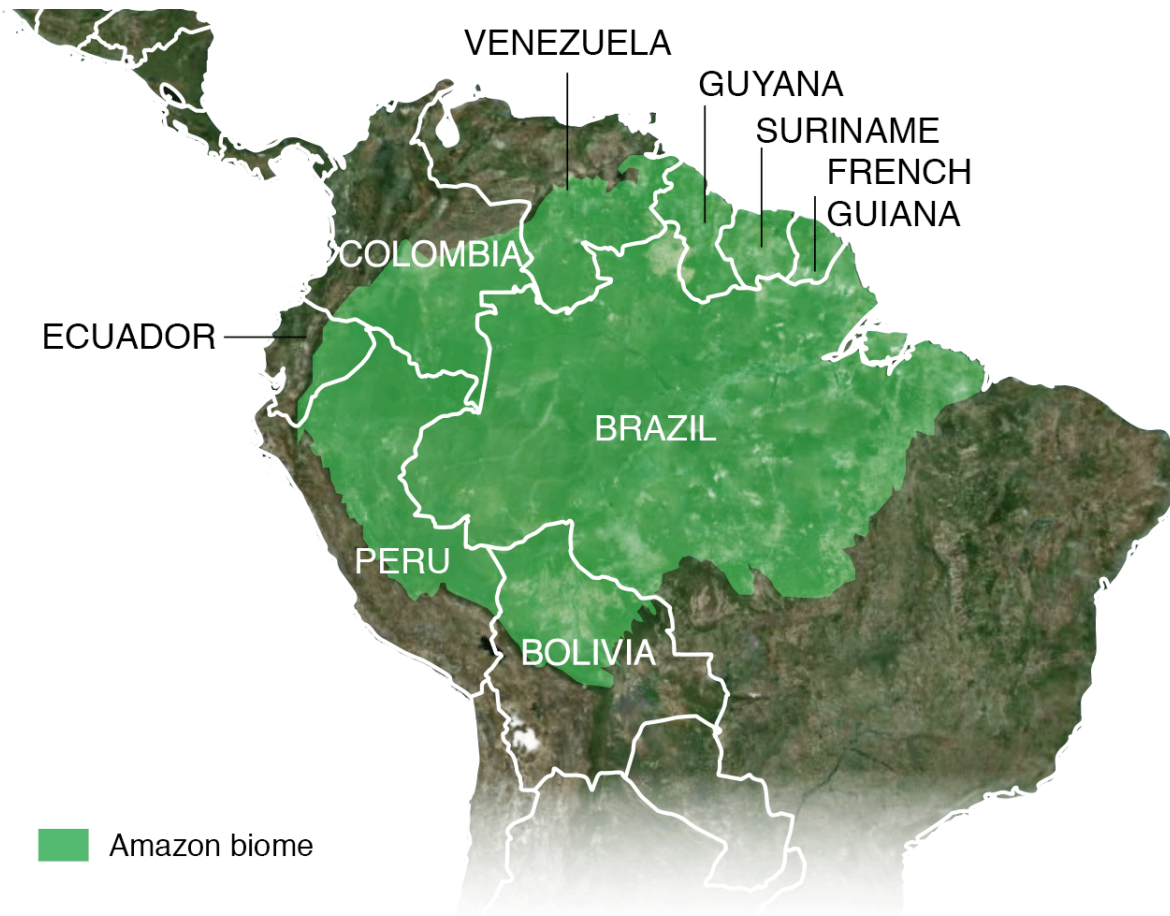 VENEZUELA
GUYANA
SURINAME
FRENCH
GUIANA
COLOMBIA
ECUADOR
BRAZIL
PERU
BOLIVIA
Amazon biome